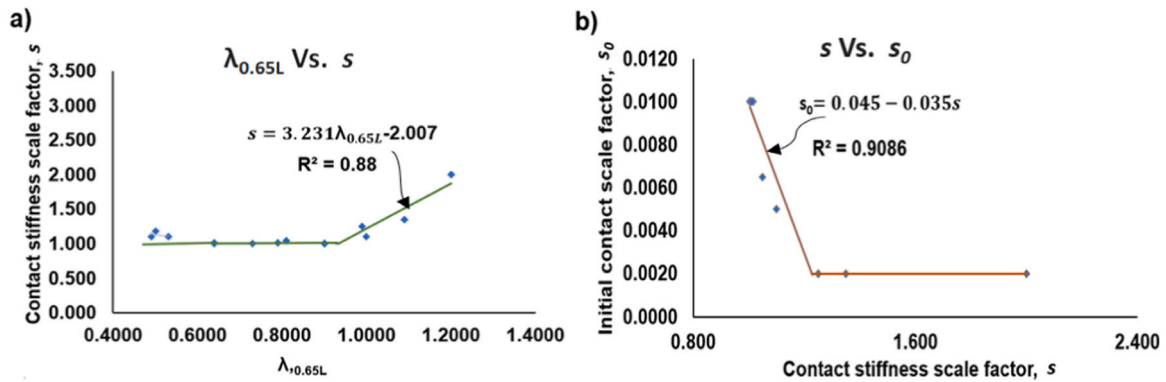 a)
λ0.65L Vs. s
Contact stiffness scale factor, s
3.500
3.000
2.500
2.000
1.500
1.000
0.500
0.000
s = 3.231λ0.65L-2.007
R² = 0.88
0.4000 0.6000 0.8000 1.0000 1.2000 1.4000
λ,0.65L
b)
s Vs. s0
Initial contact scale factor, s0
0.0120
0.0100
0.0080
0.0060
0.0040
0.0020
0.0000
s0= 0.045 − 0.035s
R² = 0.9086
0.800 1.600 2.400
Contact stiffness scale factor, s